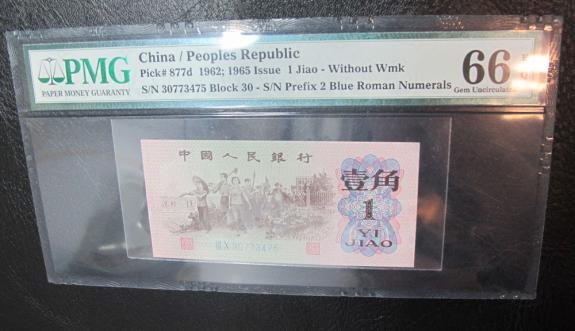 PMG
PAPER MONEY GUARANTY
China / Peoples Republic
Pick# 877d 1962; 1965 Issue 1 Jiao - Without Wmk
S/N 30773475 Block 30 - S/N Prefix 2 Blue Roman Numerals
66
Gem Uncirculated
中國人民銀行
壹角
1
YI
JIAO
30773475